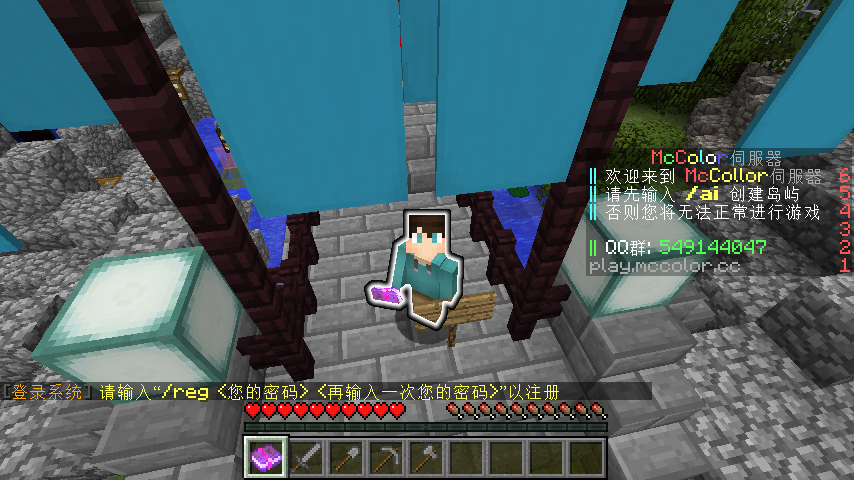 McColor伺服器
‖ 欢迎来到 McCollor伺服器 6
‖ 请先输入 /ai 创建岛屿 5
‖ 否则您将无法正常进行游戏 4
3
‖ QQ群: 549144047 2
play.mccolor.cc 1
[登录系统] 请输入“/reg <您的密码> <再输入一次您的密码>”以注册